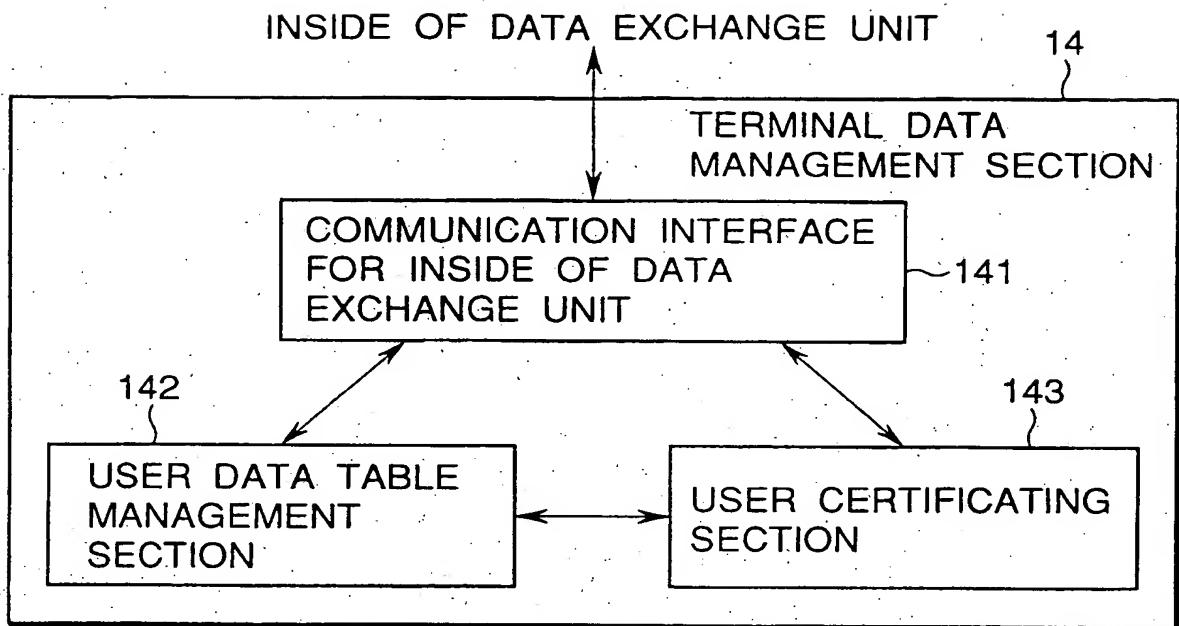 INSIDE OF DATA EXCHANGE UNIT
14
TERMINAL DATA
MANAGEMENT SECTION
COMMUNICATION INTERFACE
FOR INSIDE OF DATA
EXCHANGE UNIT
141
142
143
USER DATA TABLE
MANAGEMENT
SECTION
USER CERTIFICATING
SECTION